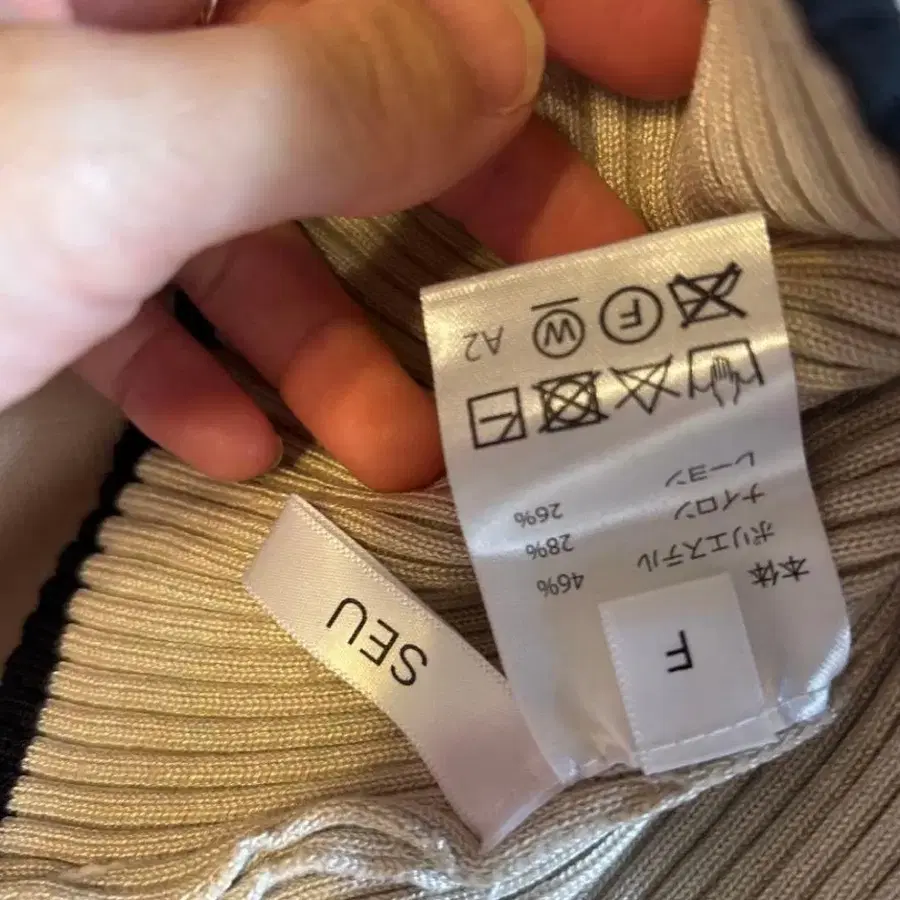 F
SEU
本体 ポリエステル 46%
ナイロン 28%
レーヨン 26%
F W A2